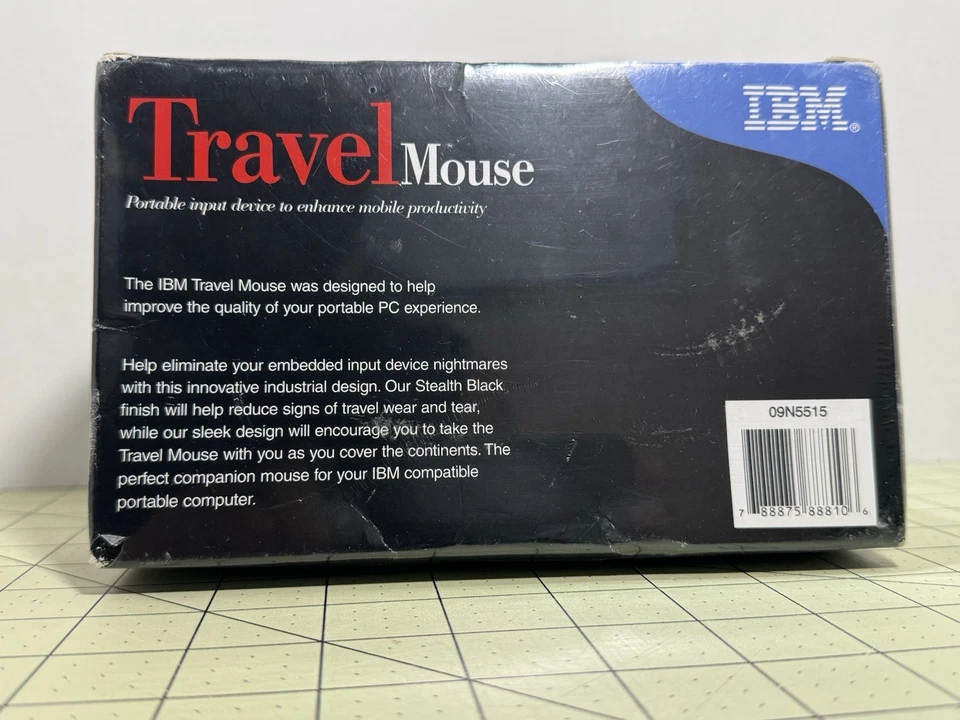 Travel Mouse
IBM®
Portable input device to enhance mobile productivity
The IBM Travel Mouse was designed to help
improve the quality of your portable PC experience.
Help eliminate your embedded input device nightmares
with this innovative industrial design. Our Stealth Black
finish will help reduce signs of travel wear and tear,
while our sleek design will encourage you to take the
Travel Mouse with you as you cover the continents. The
perfect companion mouse for your IBM compatible
portable computer.
09N5515
7 88875 88810 6